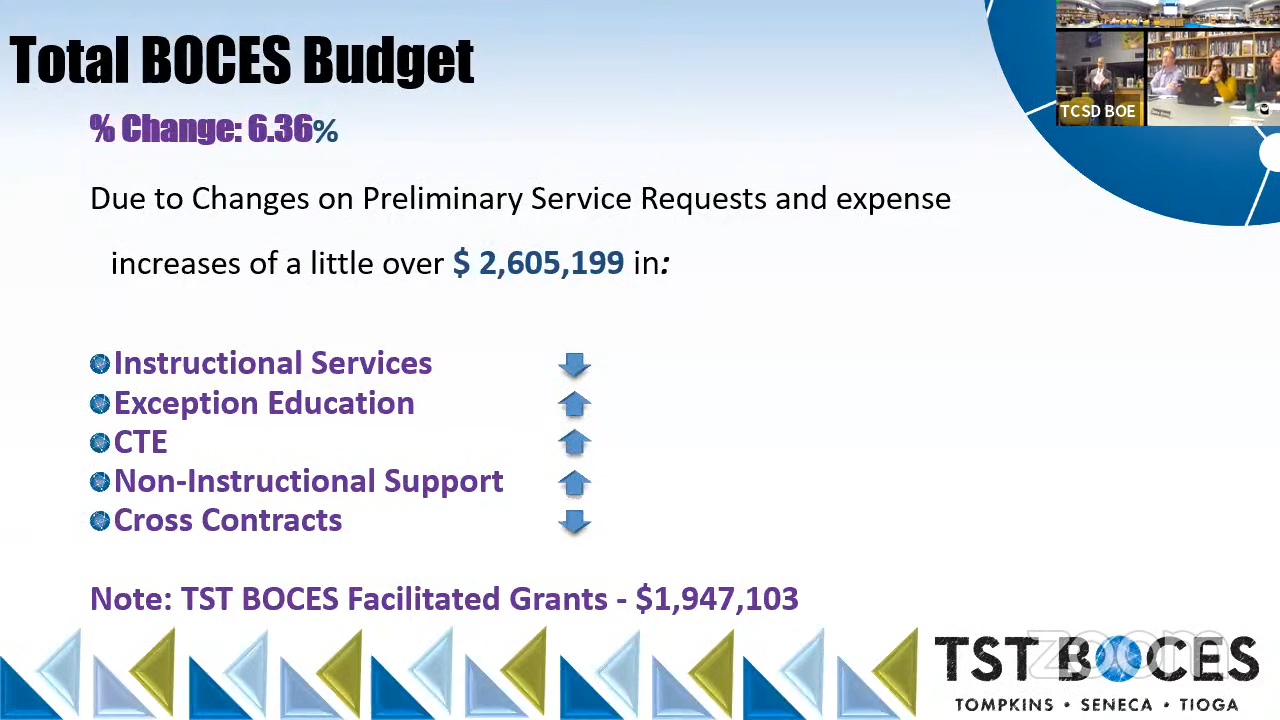 Total BOCES Budget
% Change: 6.36%
Due to Changes on Preliminary Service Requests and expense
increases of a little over $ 2,605,199 in:
Instructional Services
Exception Education
CTE
Non-Instructional Support
Cross Contracts
Note: TST BOCES Facilitated Grants - $1,947,103
TCSD BOE
TST BOCES
zoom
TOMPKINS • SENECA • TIOGA